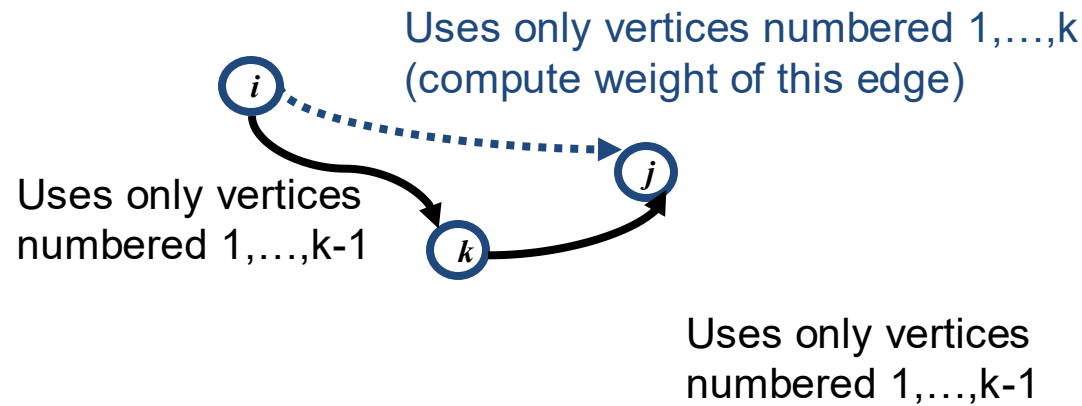 Uses only vertices numbered 1,…,k
(compute weight of this edge)
i
j
Uses only vertices
numbered 1,…,k-1
k
Uses only vertices
numbered 1,…,k-1